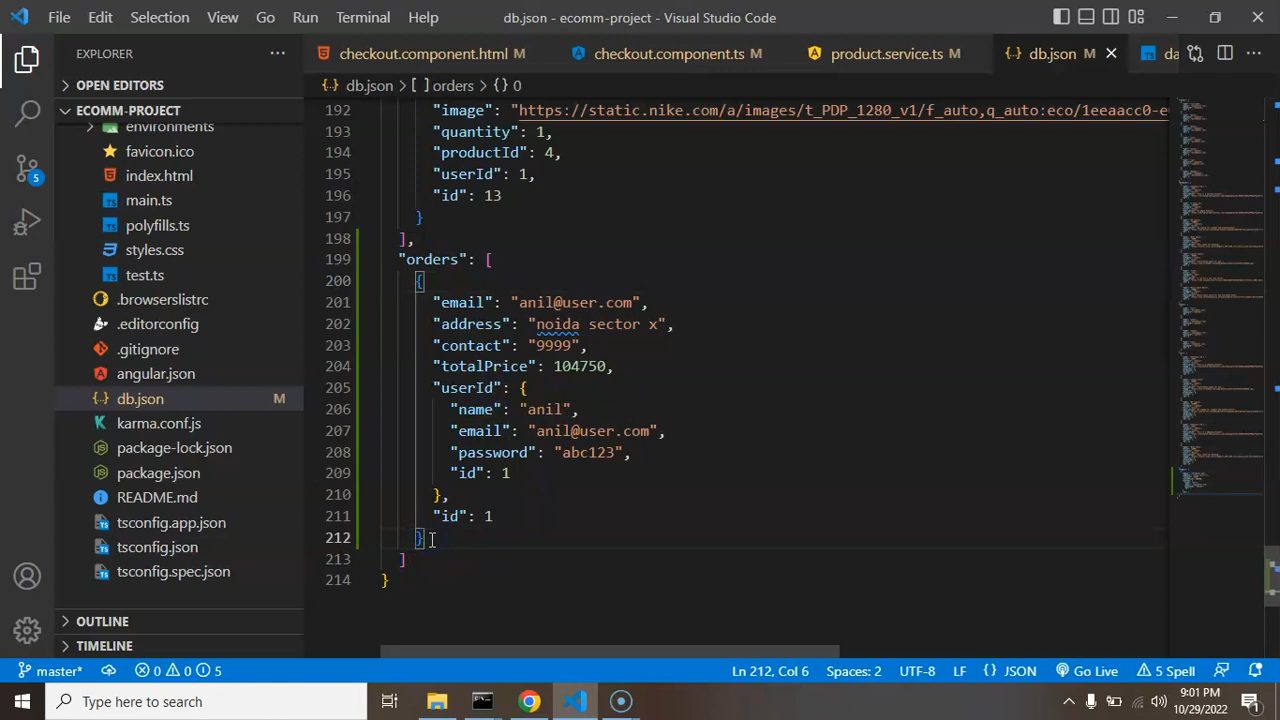 File Edit Selection View Go Run Terminal Help db.json - ecomm-project - Visual Studio Code
EXPLORER
checkout.component.html M checkout.component.ts M product.service.ts M db.json M da
OPEN EDITORS
db.json > [ ] orders > {} 0
ECOMM-PROJECT
environments
favicon.ico
index.html
main.ts
polyfills.ts
styles.css
test.ts
.browserslistrc
.editorconfig
.gitignore
angular.json
db.json M
karma.conf.js
package-lock.json
package.json
README.md
tsconfig.app.json
tsconfig.json
tsconfig.spec.json
OUTLINE
TIMELINE
5
192 "image": "https://static.nike.com/a/images/t_PDP_1280_v1/f_auto,q_auto:eco/1eeaacc0-e
193 "quantity": 1,
194 "productId": 4,
195 "userId": 1,
196 "id": 13
197 }
198 ],
199 "orders": [
200 {
201 "email": "anil@user.com",
202 "address": "noida sector x",
203 "contact": "9999",
204 "totalPrice": 104750,
205 "userId": {
206 "name": "anil",
207 "email": "anil@user.com",
208 "password": "abc123",
209 "id": 1
210 },
211 "id": 1
212 }
213 ]
214 }
master* 0 0 5 Ln 212, Col 6 Spaces: 2 UTF-8 LF {} JSON Go Live 5 Spell
Type here to search
9:01 PM
10/29/2022
1